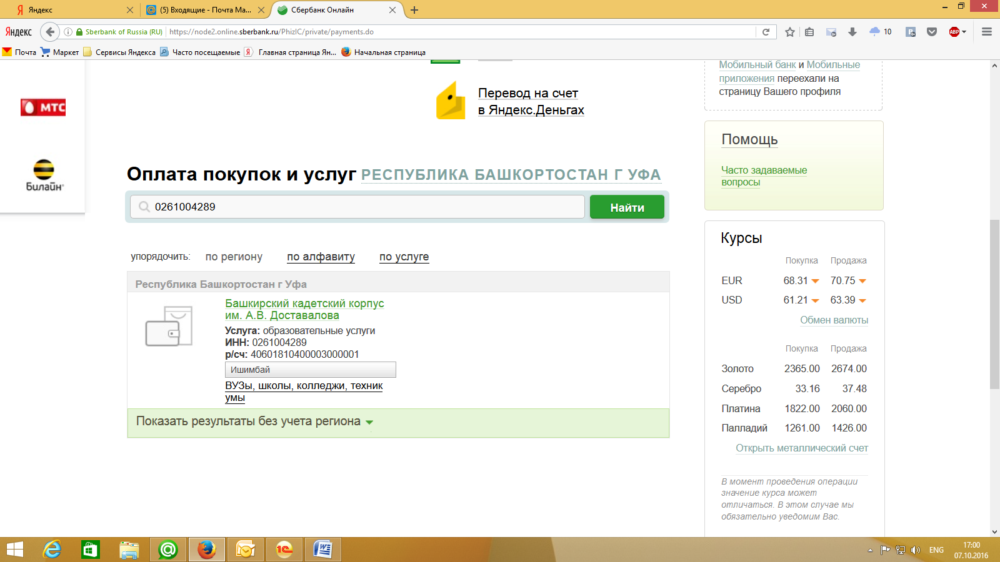 Яндекс
(5) Входящие - Почта Ma...
Сбербанк Онлайн
Яндекс
Sberbank of Russia (RU)
https://node2.online.sberbank.ru/PhizIC/private/payments.do
10
ABP
Почта
Маркет
Сервисы Яндекса
Часто посещаемые
Главная страница Ян...
Начальная страница
МТС
Билайн
Перевод на счет
в Яндекс.Деньгах
Оплата покупок и услуг РЕСПУБЛИКА БАШКОРТОСТАН Г УФА
0261004289
Найти
упорядочить: по региону по алфавиту по услуге
Республика Башкортостан г Уфа
Башкирский кадетский корпус
им. А.В. Доставалова
Услуга: образовательные услуги
ИНН: 0261004289
р/сч: 40601810400003000001
Ишимбай
ВУЗы, школы, колледжи, техник
умы
Показать результаты без учета региона
Мобильный банк и Мобильные
приложения переехали на
страницу Вашего профиля
Помощь
Часто задаваемые
вопросы
Курсы
Покупка Продажа
EUR 68.31 70.75
USD 61.21 63.39
Обмен валюты
Покупка Продажа
Золото 2365.00 2674.00
Серебро 33.16 37.48
Платина 1822.00 2060.00
Палладий 1261.00 1426.00
Открыть металлический счет
В момент проведения операции
значение курса может
отличаться. В этом случае мы
обязательно уведомим Вас.
ENG
17:00
07.10.2016